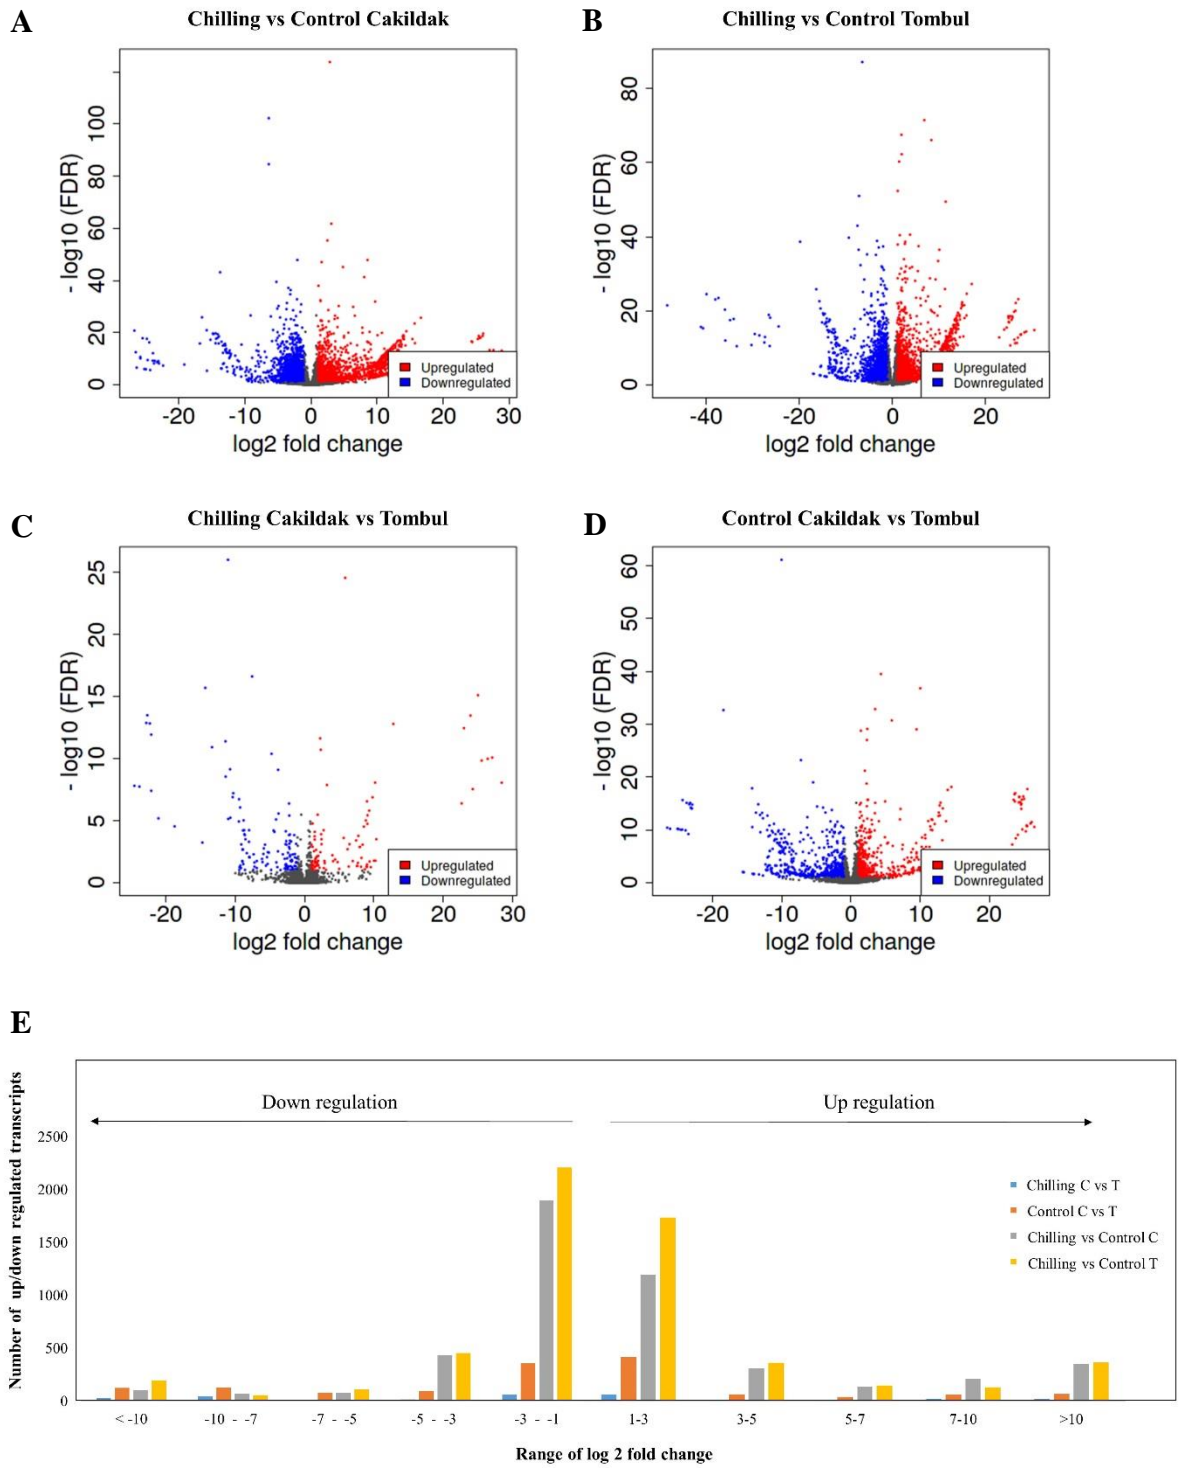 A
Chilling vs Control Cakildak
- log10 (FDR)
0
20
40
60
80
100
-20
-10
0
10
20
30
log2 fold change
Upregulated
Downregulated
B
Chilling vs Control Tombul
- log10 (FDR)
0
20
40
60
80
-40
-20
0
20
log2 fold change
Upregulated
Downregulated
C
Chilling Cakildak vs Tombul
- log10 (FDR)
0
5
10
15
20
25
-20
-10
0
10
20
30
log2 fold change
Upregulated
Downregulated
D
Control Cakildak vs Tombul
- log10 (FDR)
0
10
20
30
40
50
60
-20
-10
0
10
20
log2 fold change
Upregulated
Downregulated
E
Number of up/down regulated transcripts
Down regulation
Up regulation
2500
2000
1500
1000
500
0
Chilling C vs T
Control C vs T
Chilling vs Control C
Chilling vs Control T
< -10
-10 - -7
-7 - -5
-5 - -3
-3 - -1
1-3
3-5
5-7
7-10
>10
Range of log 2 fold change